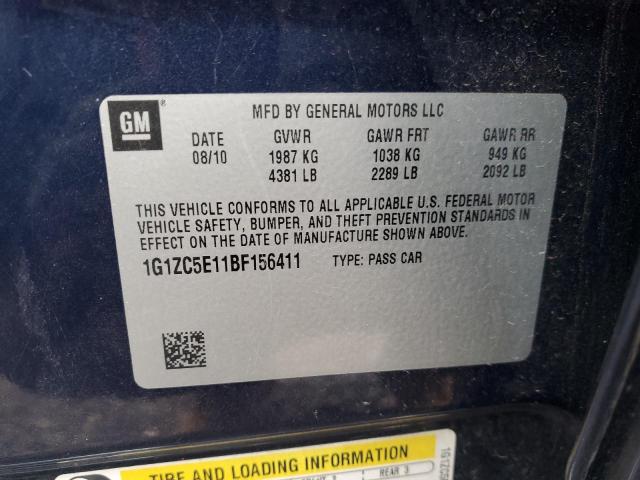 GM ®
MFD BY GENERAL MOTORS LLC
DATE GVWR GAWR FRT GAWR RR
08/10 1987 KG 1038 KG 949 KG
4381 LB 2289 LB 2092 LB
THIS VEHICLE CONFORMS TO ALL APPLICABLE U.S. FEDERAL MOTOR
VEHICLE SAFETY, BUMPER, AND THEFT PREVENTION STANDARDS IN
EFFECT ON THE DATE OF MANUFACTURE SHOWN ABOVE.
1G1ZC5E11BF156411 TYPE: PASS CAR
TIRE AND LOADING INFORMATION
REAR 3